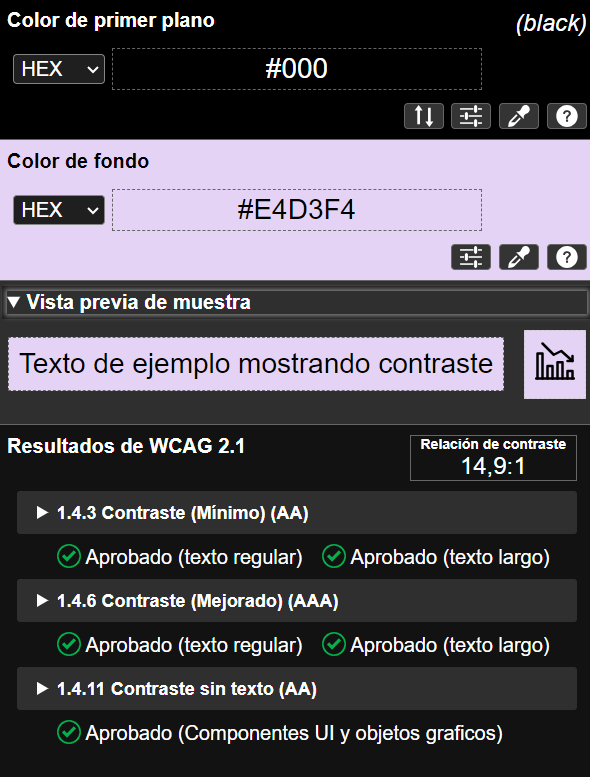 Color de primer plano
(black)
HEX
#000
?
Color de fondo
HEX
#E4D3F4
?
Vista previa de muestra
Texto de ejemplo mostrando contraste
Resultados de WCAG 2.1
Relación de contraste
14,9:1
1.4.3 Contraste (Mínimo) (AA)
Aprobado (texto regular) Aprobado (texto largo)
1.4.6 Contraste (Mejorado) (AAA)
Aprobado (texto regular) Aprobado (texto largo)
1.4.11 Contraste sin texto (AA)
Aprobado (Componentes UI y objetos graficos)